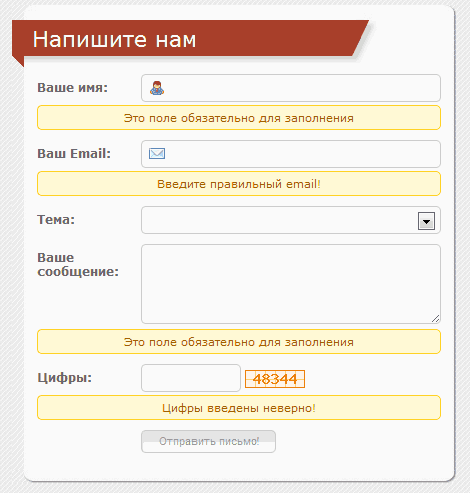 Напишите нам
Ваше имя:
Это поле обязательно для заполнения
Ваш Email:
Введите правильный email!
Тема:
Ваше
сообщение:
Это поле обязательно для заполнения
Цифры: 48344
Цифры введены неверно!
Отправить письмо!